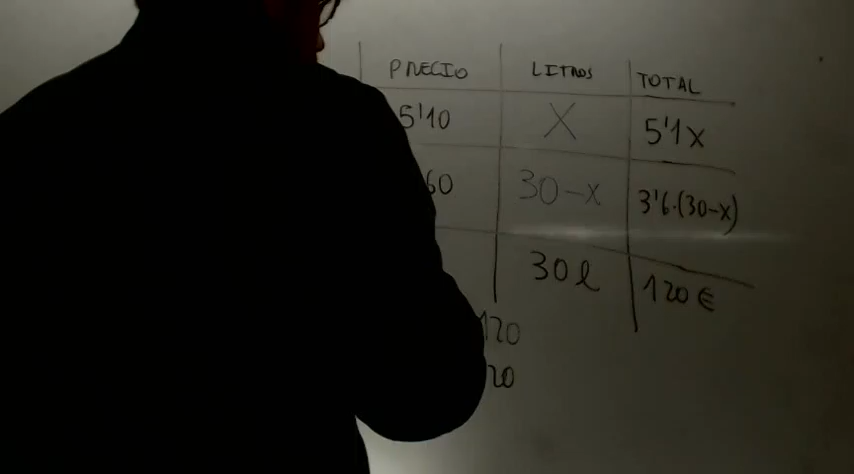 PRECIO LITROS TOTAL
5'10 X 5'1x
60 30-x 3'6·(30-x)
30 l 120 €
120
20